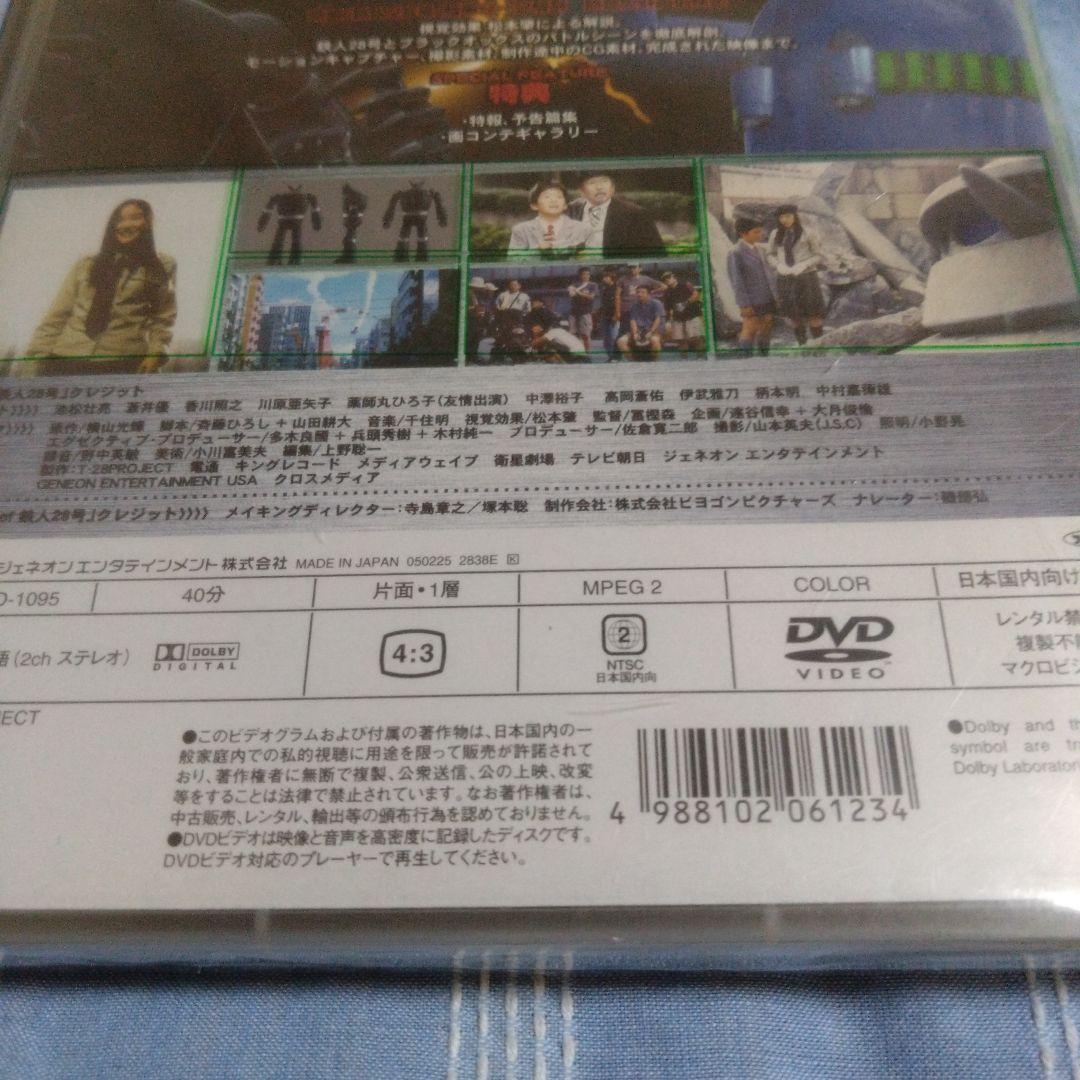 視覚効果 松本肇による解説。
鉄人28号とブラックオックスのバトルシーンを徹底解剖。
モーションキャプチャー、撮影素材、制作途中のCG素材、完成された映像まで。
SPECIAL FEATURE
特典
・特報、予告篇集
・画コンテギャラリー
鉄人28号」クレジット
池松壮亮 蒼井優 香川照之 川原亜矢子 薬師丸ひろ子(友情出演) 中澤裕子 高岡蒼佑 伊武雅刀 柄本明 中村嘉葎雄
原作/横山光輝 脚本/斉藤ひろし+山田耕大 音楽/千住明 視覚効果/松本肇 監督/冨樫森 企画/遠谷信幸+大月俊倫
エグゼクティブ・プロデューサー/多木良國+兵頭秀樹+木村純一 プロデューサー/佐倉寛二郎 撮影/山本英夫(J.S.C) 照明/小野晃
録音/野中英敏 美術/小川富美夫 編集/上野聡一
製作:T-28PROJECT 電通 キングレコード メディアウェイブ 衛星劇場 テレビ朝日 ジェネオン エンタテインメント
GENEON ENTERTAINMENT USA クロスメディア
of 鉄人28号」クレジット》》 メイキングディレクター:寺島章之/塚本聡 制作会社:株式会社ピヨゴンピクチャーズ ナレーター:
ジェネオン エンタテインメント株式会社 MADE IN JAPAN 050225 2838E K
D-1095 40分 片面・1層 MPEG 2 COLOR 日本国内向け
語(2ch ステレオ) DOLBY DIGITAL 4:3 2 NTSC 日本国内向 DVD VIDEO
レンタル禁
複製不
マクロビジ
JECT
●このビデオグラムおよび付属の著作物は、日本国内の一
般家庭内での私的視聴に用途を限って販売が許諾されて
おり、著作権者に無断で複製、公衆送信、公の上映、改変
等をすることは法律で禁止されています。なお著作権者は、
中古販売、レンタル、輸出等の頒布行為を認めておりません。
●DVDビデオは映像と音声を高密度に記録したディスクです。
DVDビデオ対応のプレーヤーで再生してください。
4 988102 061234
●Dolby and the
symbol are tra
Dolby Laborator